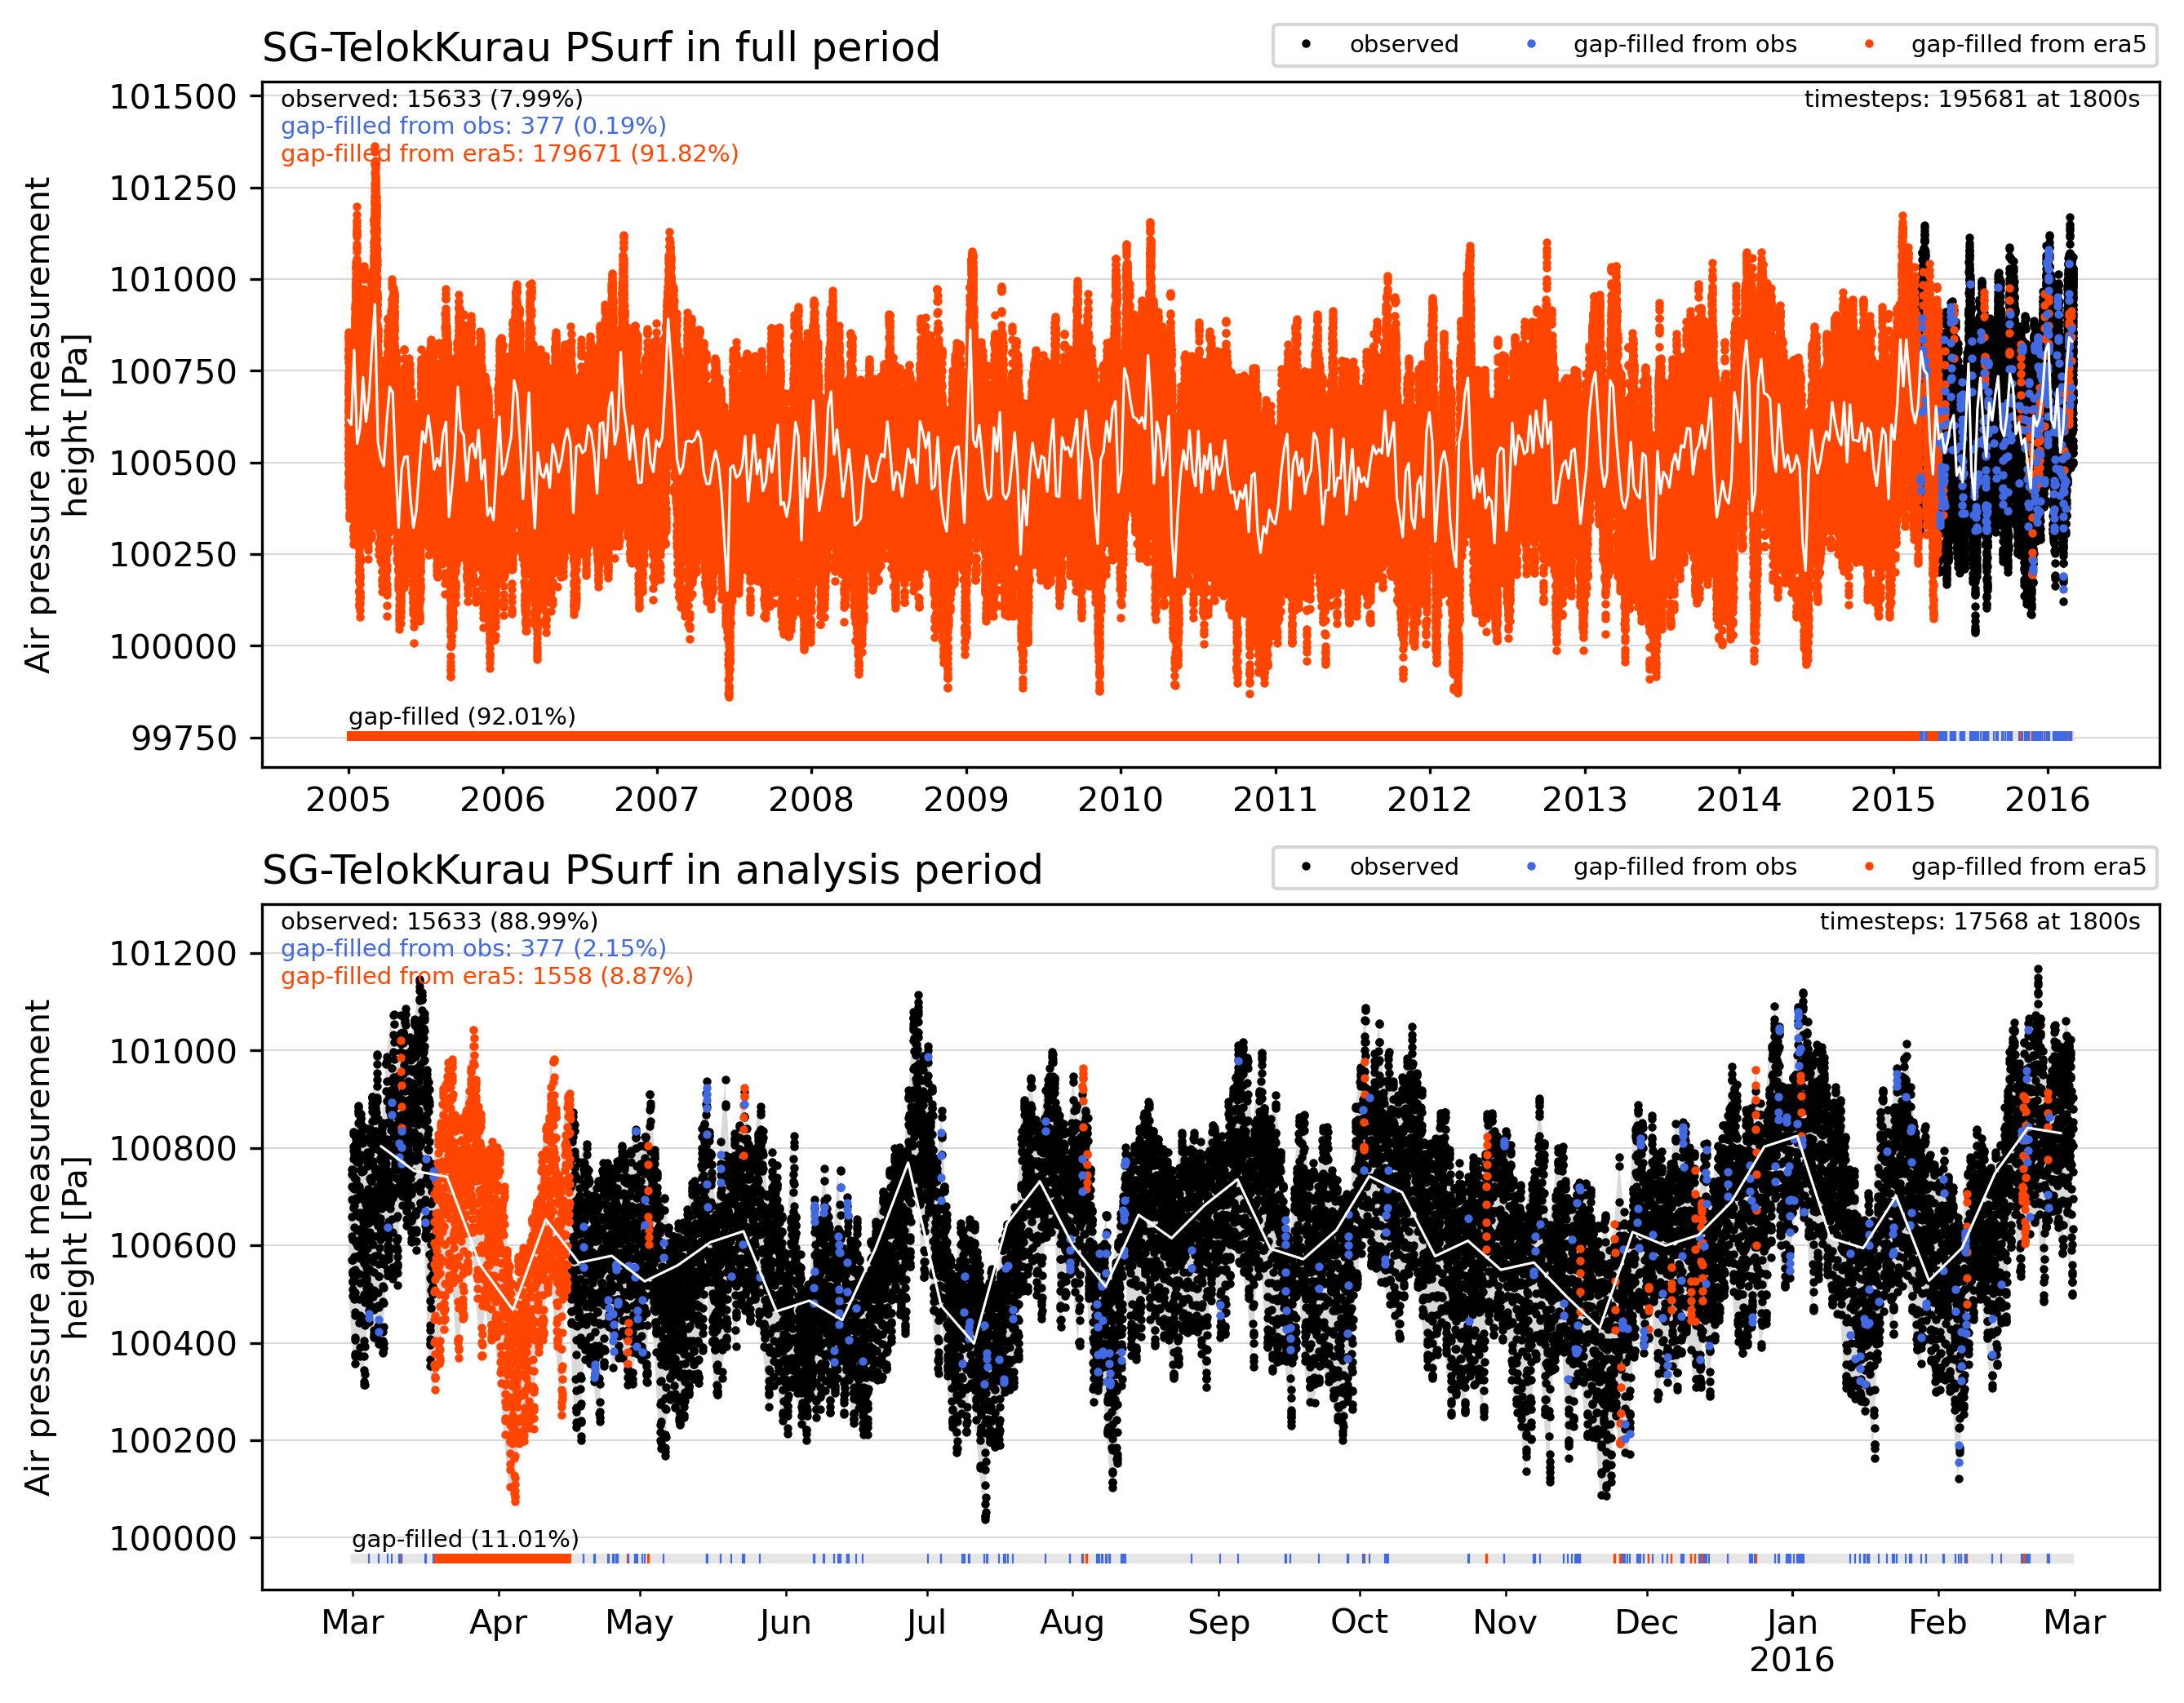 SG-TelokKurau PSurf in full period
observed gap-filled from obs gap-filled from era5
observed: 15633 (7.99%)
gap-filled from obs: 377 (0.19%)
gap-filled from era5: 179671 (91.82%)
timesteps: 195681 at 1800s
Air pressure at measurement
height [Pa]
101500
101250
101000
100750
100500
100250
100000
99750
gap-filled (92.01%)
2005 2006 2007 2008 2009 2010 2011 2012 2013 2014 2015 2016
SG-TelokKurau PSurf in analysis period
observed gap-filled from obs gap-filled from era5
observed: 15633 (88.99%)
gap-filled from obs: 377 (2.15%)
gap-filled from era5: 1558 (8.87%)
timesteps: 17568 at 1800s
Air pressure at measurement
height [Pa]
101200
101000
100800
100600
100400
100200
100000
gap-filled (11.01%)
Mar Apr May Jun Jul Aug Sep Oct Nov Dec Jan Feb Mar
2016